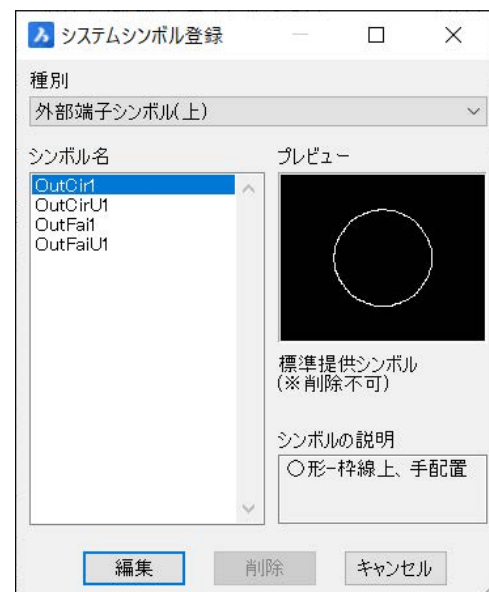 システムシンボル登録
種別
外部端子シンボル(上)
シンボル名
プレビュー
OutCir1
OutCirU1
OutFai1
OutFaiU1
標準提供シンボル
(※削除不可)
シンボルの説明
○形-枠線上、手配置
編集
削除
キャンセル